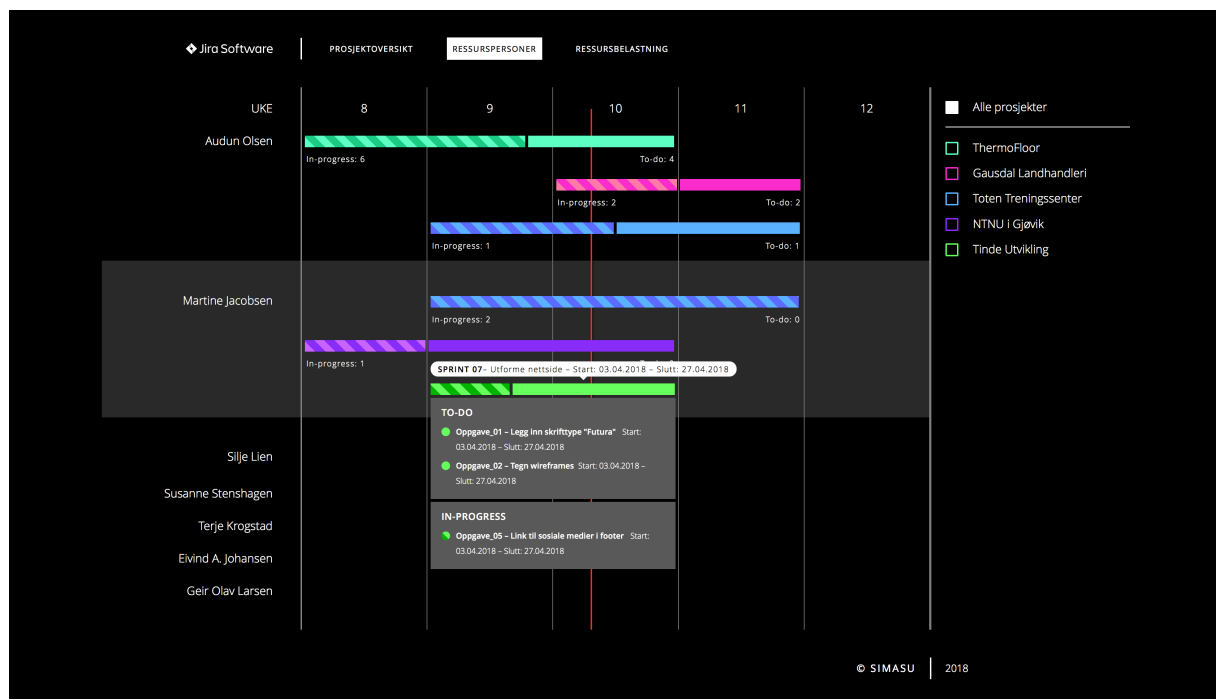 Jira Software
PROSJEKTOVERSIKT
RESSURSPERSONER
RESSURSBELASTNING
UKE
8
9
10
11
12
Alle prosjekter
ThermoFloor
Gausdal Landhandleri
Toten Treningssenter
NTNU i Gjøvik
Tinde Utvikling
Audun Olsen
In-progress: 6
To-do: 4
In-progress: 2
To-do: 2
In-progress: 1
To-do: 1
Martine Jacobsen
In-progress: 2
To-do: 0
In-progress: 1
SPRINT 07– Utforme nettside – Start: 03.04.2018 – Slutt: 27.04.2018
TO-DO
Oppgave_01 – Legg inn skrifttype "Futura" Start:
03.04.2018 – Slutt: 27.04.2018
Oppgave_02 – Tegn wireframes Start: 03.04.2018 –
Slutt: 27.04.2018
IN-PROGRESS
Oppgave_05 – Link til sosiale medier i footer Start:
03.04.2018 – Slutt: 27.04.2018
Silje Lien
Susanne Stenshagen
Terje Krogstad
Eivind A. Johansen
Geir Olav Larsen
© SIMASU
2018